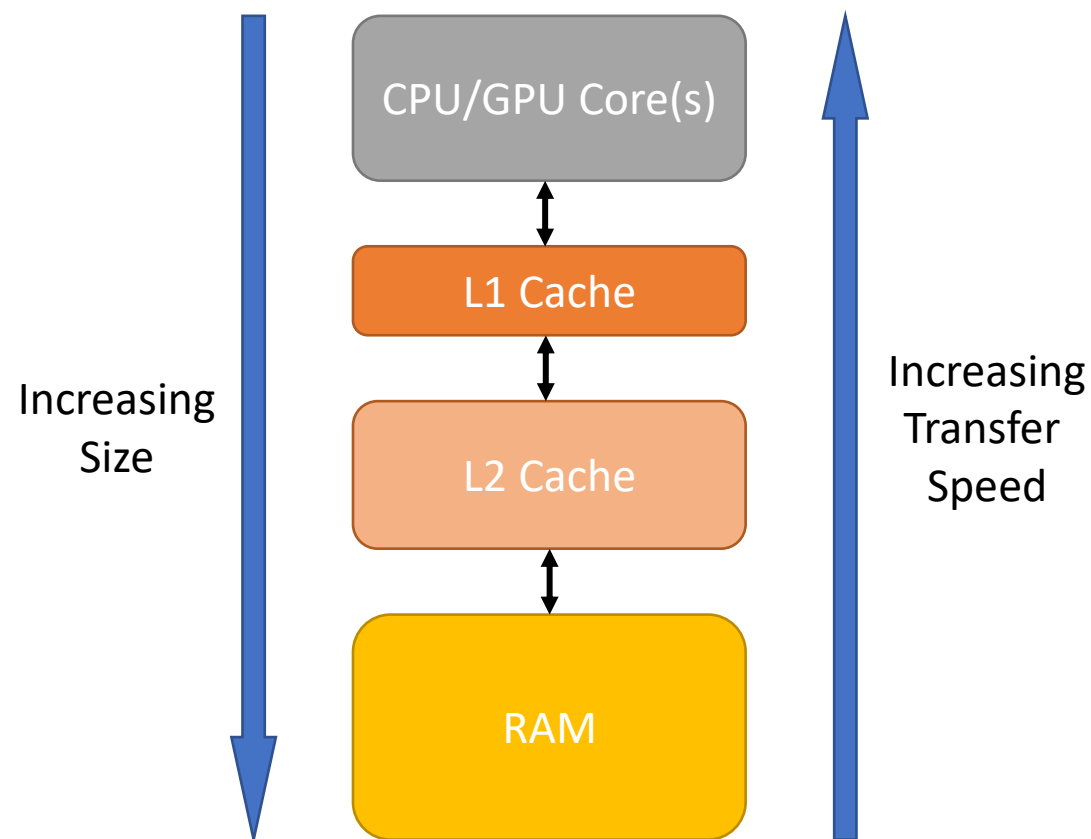 CPU/GPU Core(s)
L1 Cache
Increasing
Size
L2 Cache
Increasing
Transfer
Speed
RAM